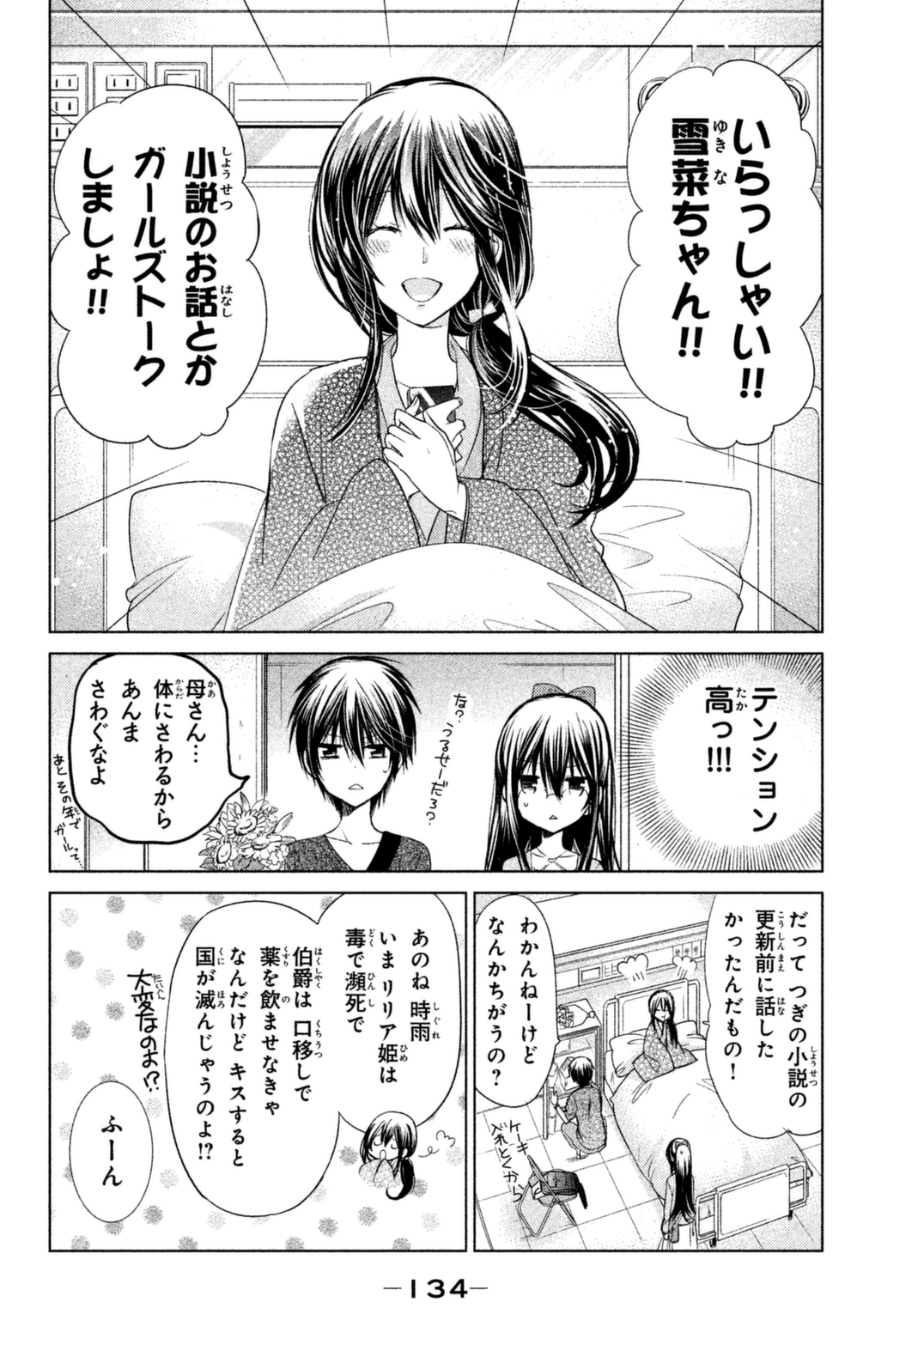 いらっしゃい!!
雪菜ちゃん!!
小説のお話とか
ガールズトーク
しましょ!!
テンション
高っ!!!
な?うるせーだろ?
母さん…
体にさわるから
あんま
さわぐなよ
あと その年で
ガールって。
だって つぎの小説の
更新前に話した
かったんだもの!
わかんねーけど
なんかちがうの?
ケーキ
入れとくから
あのね 時雨
いま リリア姫は
毒で瀕死で
伯爵は 口移しで
薬を飲ませなきゃ
なんだけど キスすると
国が滅んじゃうのよ!?
大変なのよ!?
ふーん
134